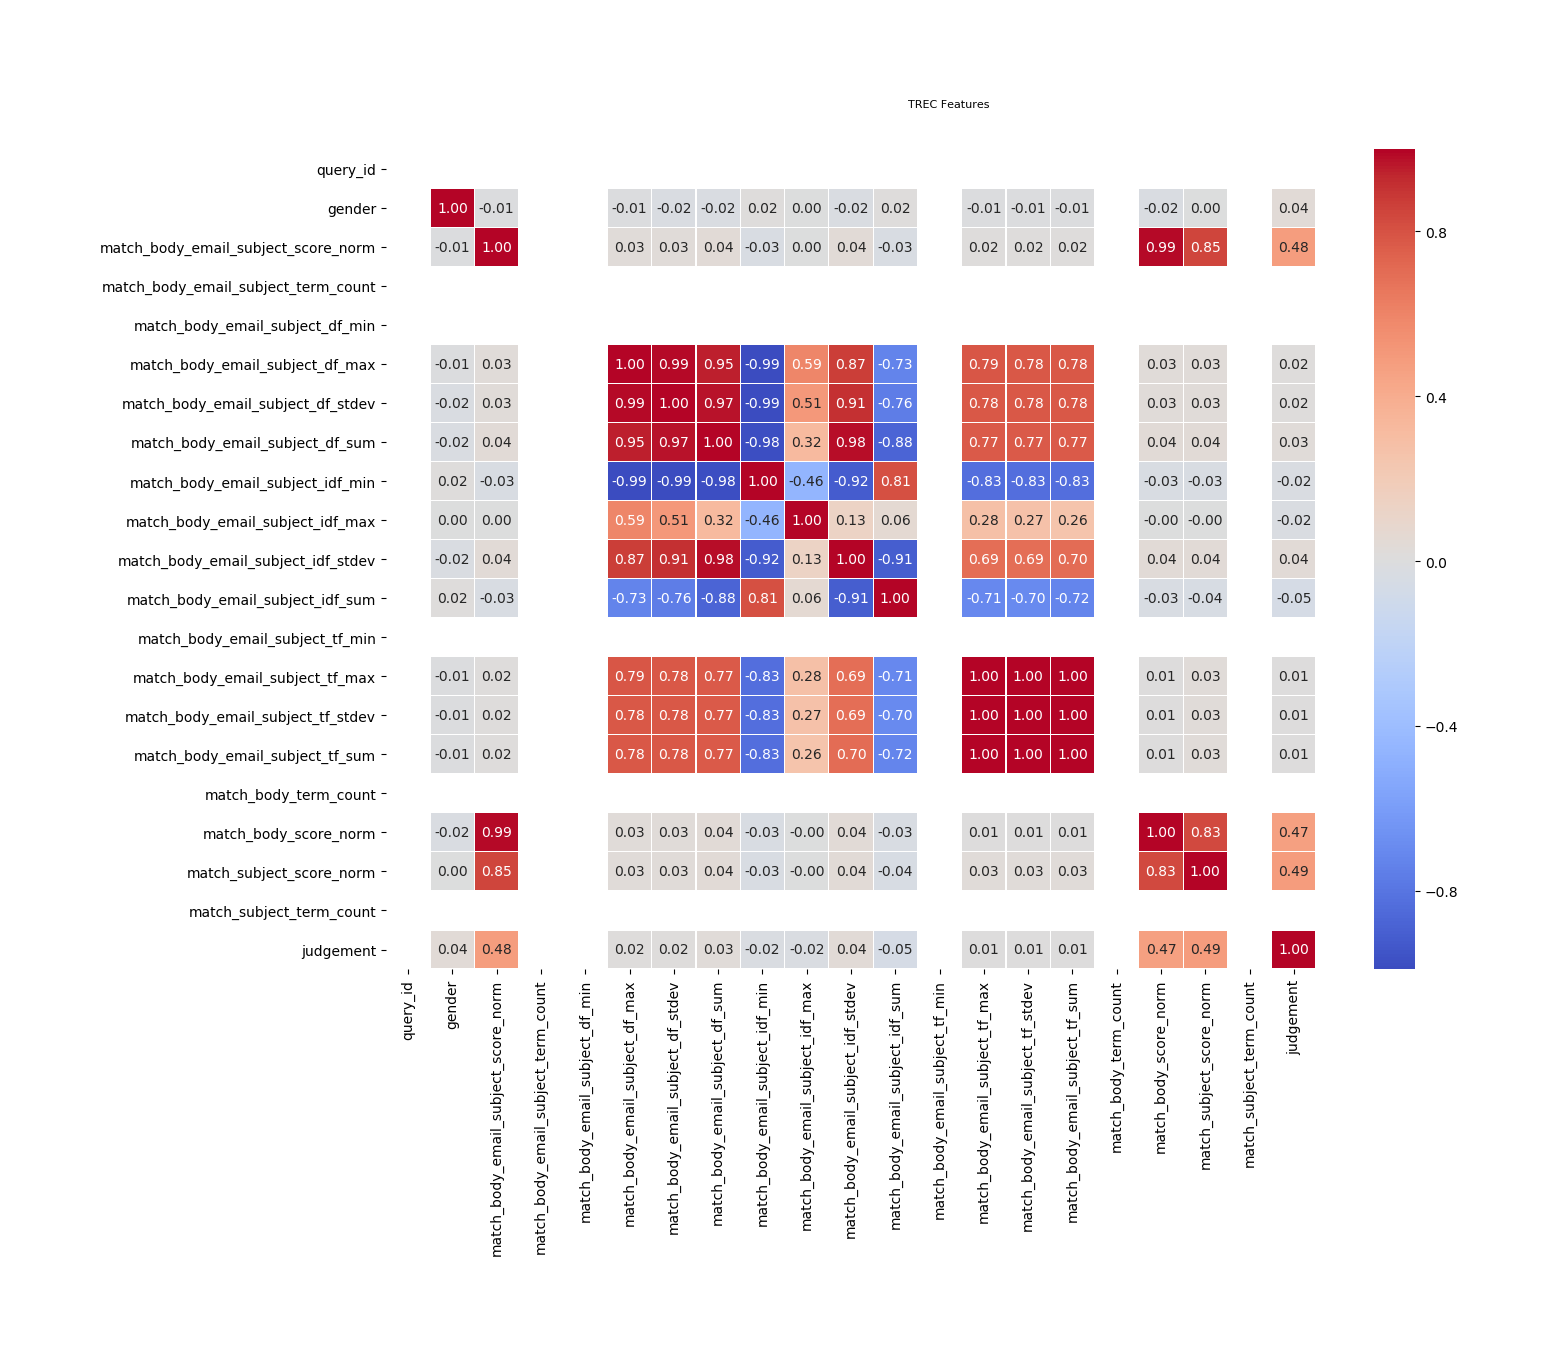 TREC Features
query_id
gender 1.00 -0.01 -0.01 -0.02 -0.02 0.02 0.00 -0.02 0.02 -0.01 -0.01 -0.01 -0.02 0.00 0.04
match_body_email_subject_score_norm -0.01 1.00 0.03 0.03 0.04 -0.03 0.00 0.04 -0.03 0.02 0.02 0.02 0.99 0.85 0.48
match_body_email_subject_term_count
match_body_email_subject_df_min
match_body_email_subject_df_max -0.01 0.03 1.00 0.99 0.95 -0.99 0.59 0.87 -0.73 0.79 0.78 0.78 0.03 0.03 0.02
match_body_email_subject_df_stdev -0.02 0.03 0.99 1.00 0.97 -0.99 0.51 0.91 -0.76 0.78 0.78 0.78 0.03 0.03 0.02
match_body_email_subject_df_sum -0.02 0.04 0.95 0.97 1.00 -0.98 0.32 0.98 -0.88 0.77 0.77 0.77 0.04 0.04 0.03
match_body_email_subject_idf_min 0.02 -0.03 -0.99 -0.99 -0.98 1.00 -0.46 -0.92 0.81 -0.83 -0.83 -0.83 -0.03 -0.03 -0.02
match_body_email_subject_idf_max 0.00 0.00 0.59 0.51 0.32 -0.46 1.00 0.13 0.06 0.28 0.27 0.26 -0.00 -0.00 -0.02
match_body_email_subject_idf_stdev -0.02 0.04 0.87 0.91 0.98 -0.92 0.13 1.00 -0.91 0.69 0.69 0.70 0.04 0.04 0.04
match_body_email_subject_idf_sum 0.02 -0.03 -0.73 -0.76 -0.88 0.81 0.06 -0.91 1.00 -0.71 -0.70 -0.72 -0.03 -0.04 -0.05
match_body_email_subject_tf_min
match_body_email_subject_tf_max -0.01 0.02 0.79 0.78 0.77 -0.83 0.28 0.69 -0.71 1.00 1.00 1.00 0.01 0.03 0.01
match_body_email_subject_tf_stdev -0.01 0.02 0.78 0.78 0.77 -0.83 0.27 0.69 -0.70 1.00 1.00 1.00 0.01 0.03 0.01
match_body_email_subject_tf_sum -0.01 0.02 0.78 0.78 0.77 -0.83 0.26 0.70 -0.72 1.00 1.00 1.00 0.01 0.03 0.01
match_body_term_count
match_body_score_norm -0.02 0.99 0.03 0.03 0.04 -0.03 -0.00 0.04 -0.03 0.01 0.01 0.01 1.00 0.83 0.47
match_subject_score_norm 0.00 0.85 0.03 0.03 0.04 -0.03 -0.00 0.04 -0.04 0.03 0.03 0.03 0.83 1.00 0.49
match_subject_term_count
judgement 0.04 0.48 0.02 0.02 0.03 -0.02 -0.02 0.04 -0.05 0.01 0.01 0.01 0.47 0.49 1.00
query_id
gender
match_body_email_subject_score_norm
match_body_email_subject_term_count
match_body_email_subject_df_min
match_body_email_subject_df_max
match_body_email_subject_df_stdev
match_body_email_subject_df_sum
match_body_email_subject_idf_min
match_body_email_subject_idf_max
match_body_email_subject_idf_stdev
match_body_email_subject_idf_sum
match_body_email_subject_tf_min
match_body_email_subject_tf_max
match_body_email_subject_tf_stdev
match_body_email_subject_tf_sum
match_body_term_count
match_body_score_norm
match_subject_score_norm
match_subject_term_count
judgement
0.8
0.4
0.0
−0.4
−0.8